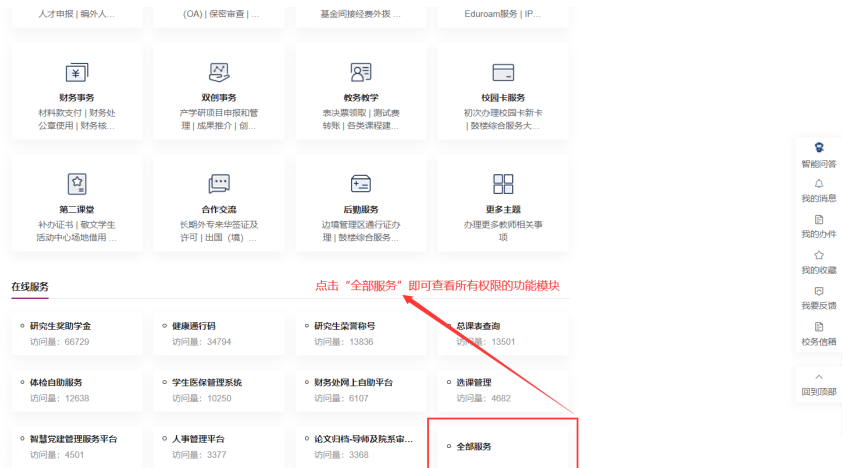 人才申报 | 编外人...
(OA) | 保密审查 | ...
基金间接经费外拨 ...
Eduroam服务 | IP...
财务事务
材料款支付 | 财务处
公章使用 | 财务核...
双创事务
产学研项目申报和管
理 | 成果推介 | 创...
教务教学
表决票领取 | 测试费
转账 | 各类课程建...
校园卡服务
初次办理校园卡新卡
| 鼓楼综合服务大...
第二课堂
补办证书 | 敬文学生
活动中心场地借用 ...
合作交流
长期外专来华签证及
许可 | 出国（境）...
后勤服务
边境管理区通行证办
理 | 鼓楼综合服务...
更多主题
办理更多教师相关事
项
在线服务
点击“全部服务”即可查看所有权限的功能模块
研究生奖助学金
访问量：66729
健康通行码
访问量：34794
研究生荣誉称号
访问量：13836
总课表查询
访问量：13501
体检自助服务
访问量：12638
学生医保管理系统
访问量：10250
财务处网上自助平台
访问量：6107
选课管理
访问量：4682
智慧党建管理服务平台
访问量：4501
人事管理平台
访问量：3377
论文归档-导师及院系审...
访问量：3368
全部服务
智能问答
我的消息
我的办件
我的收藏
我要反馈
校务信箱
回到顶部